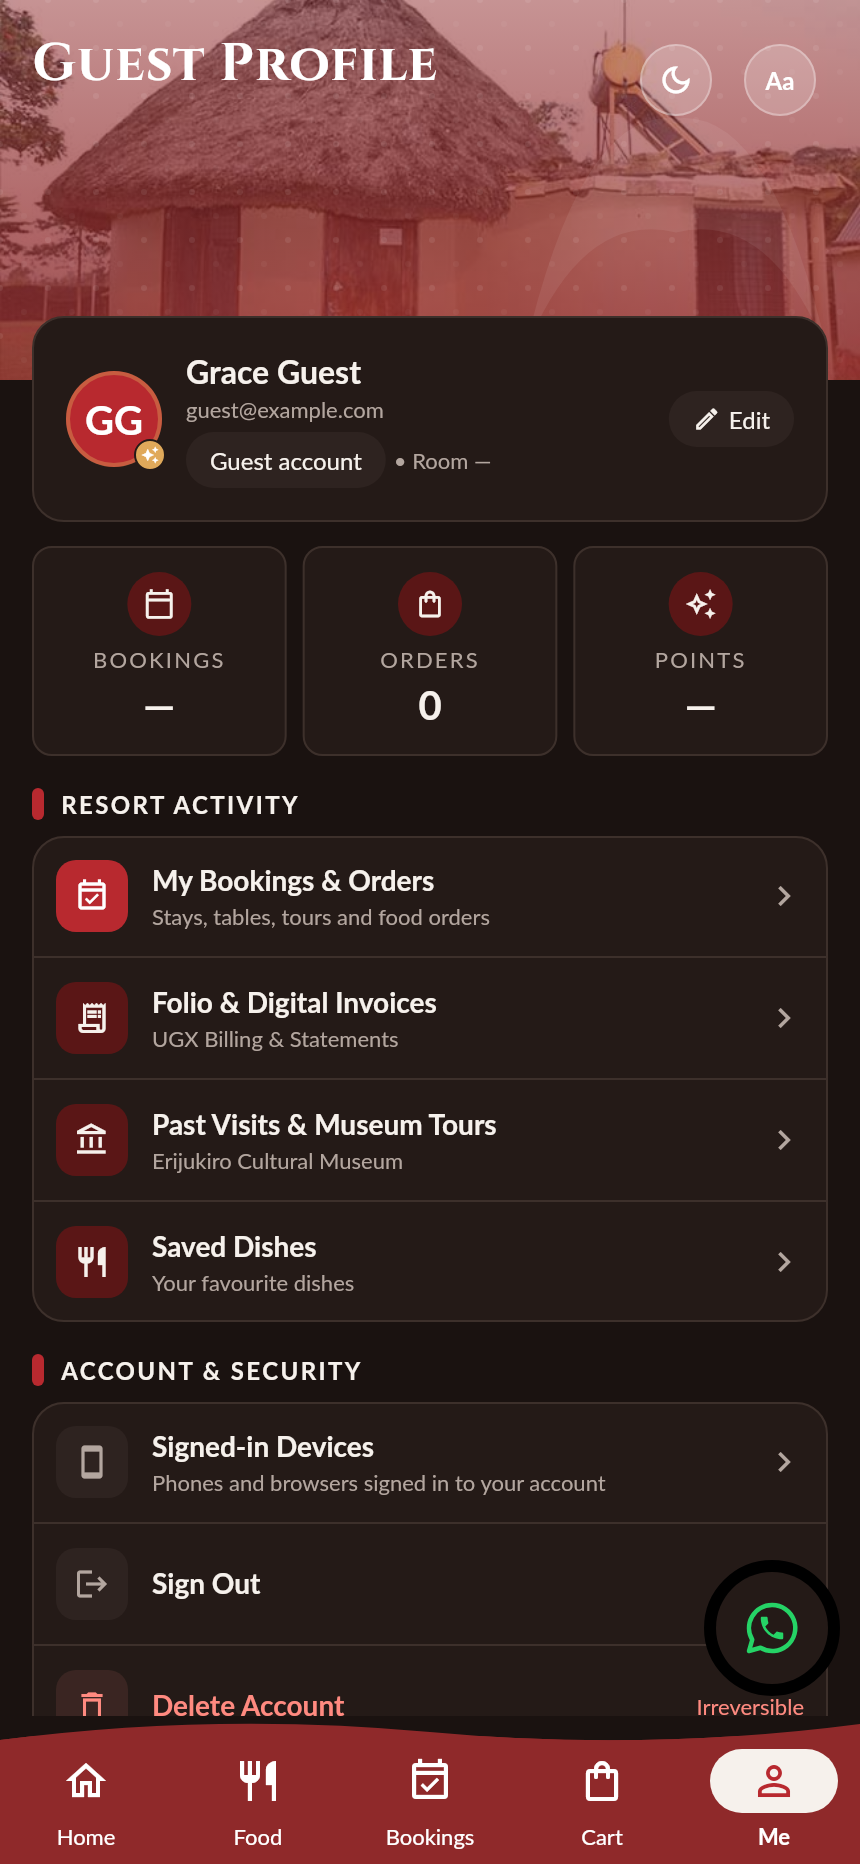 Guest Profile
Aa
GG
Grace Guest
guest@example.com
Guest account • Room —
Edit
BOOKINGS
—
ORDERS
0
POINTS
—
RESORT ACTIVITY
My Bookings & Orders
Stays, tables, tours and food orders
Folio & Digital Invoices
UGX Billing & Statements
Past Visits & Museum Tours
Erijukiro Cultural Museum
Saved Dishes
Your favourite dishes
ACCOUNT & SECURITY
Signed-in Devices
Phones and browsers signed in to your account
Sign Out
Delete Account
Irreversible
Home
Food
Bookings
Cart
Me